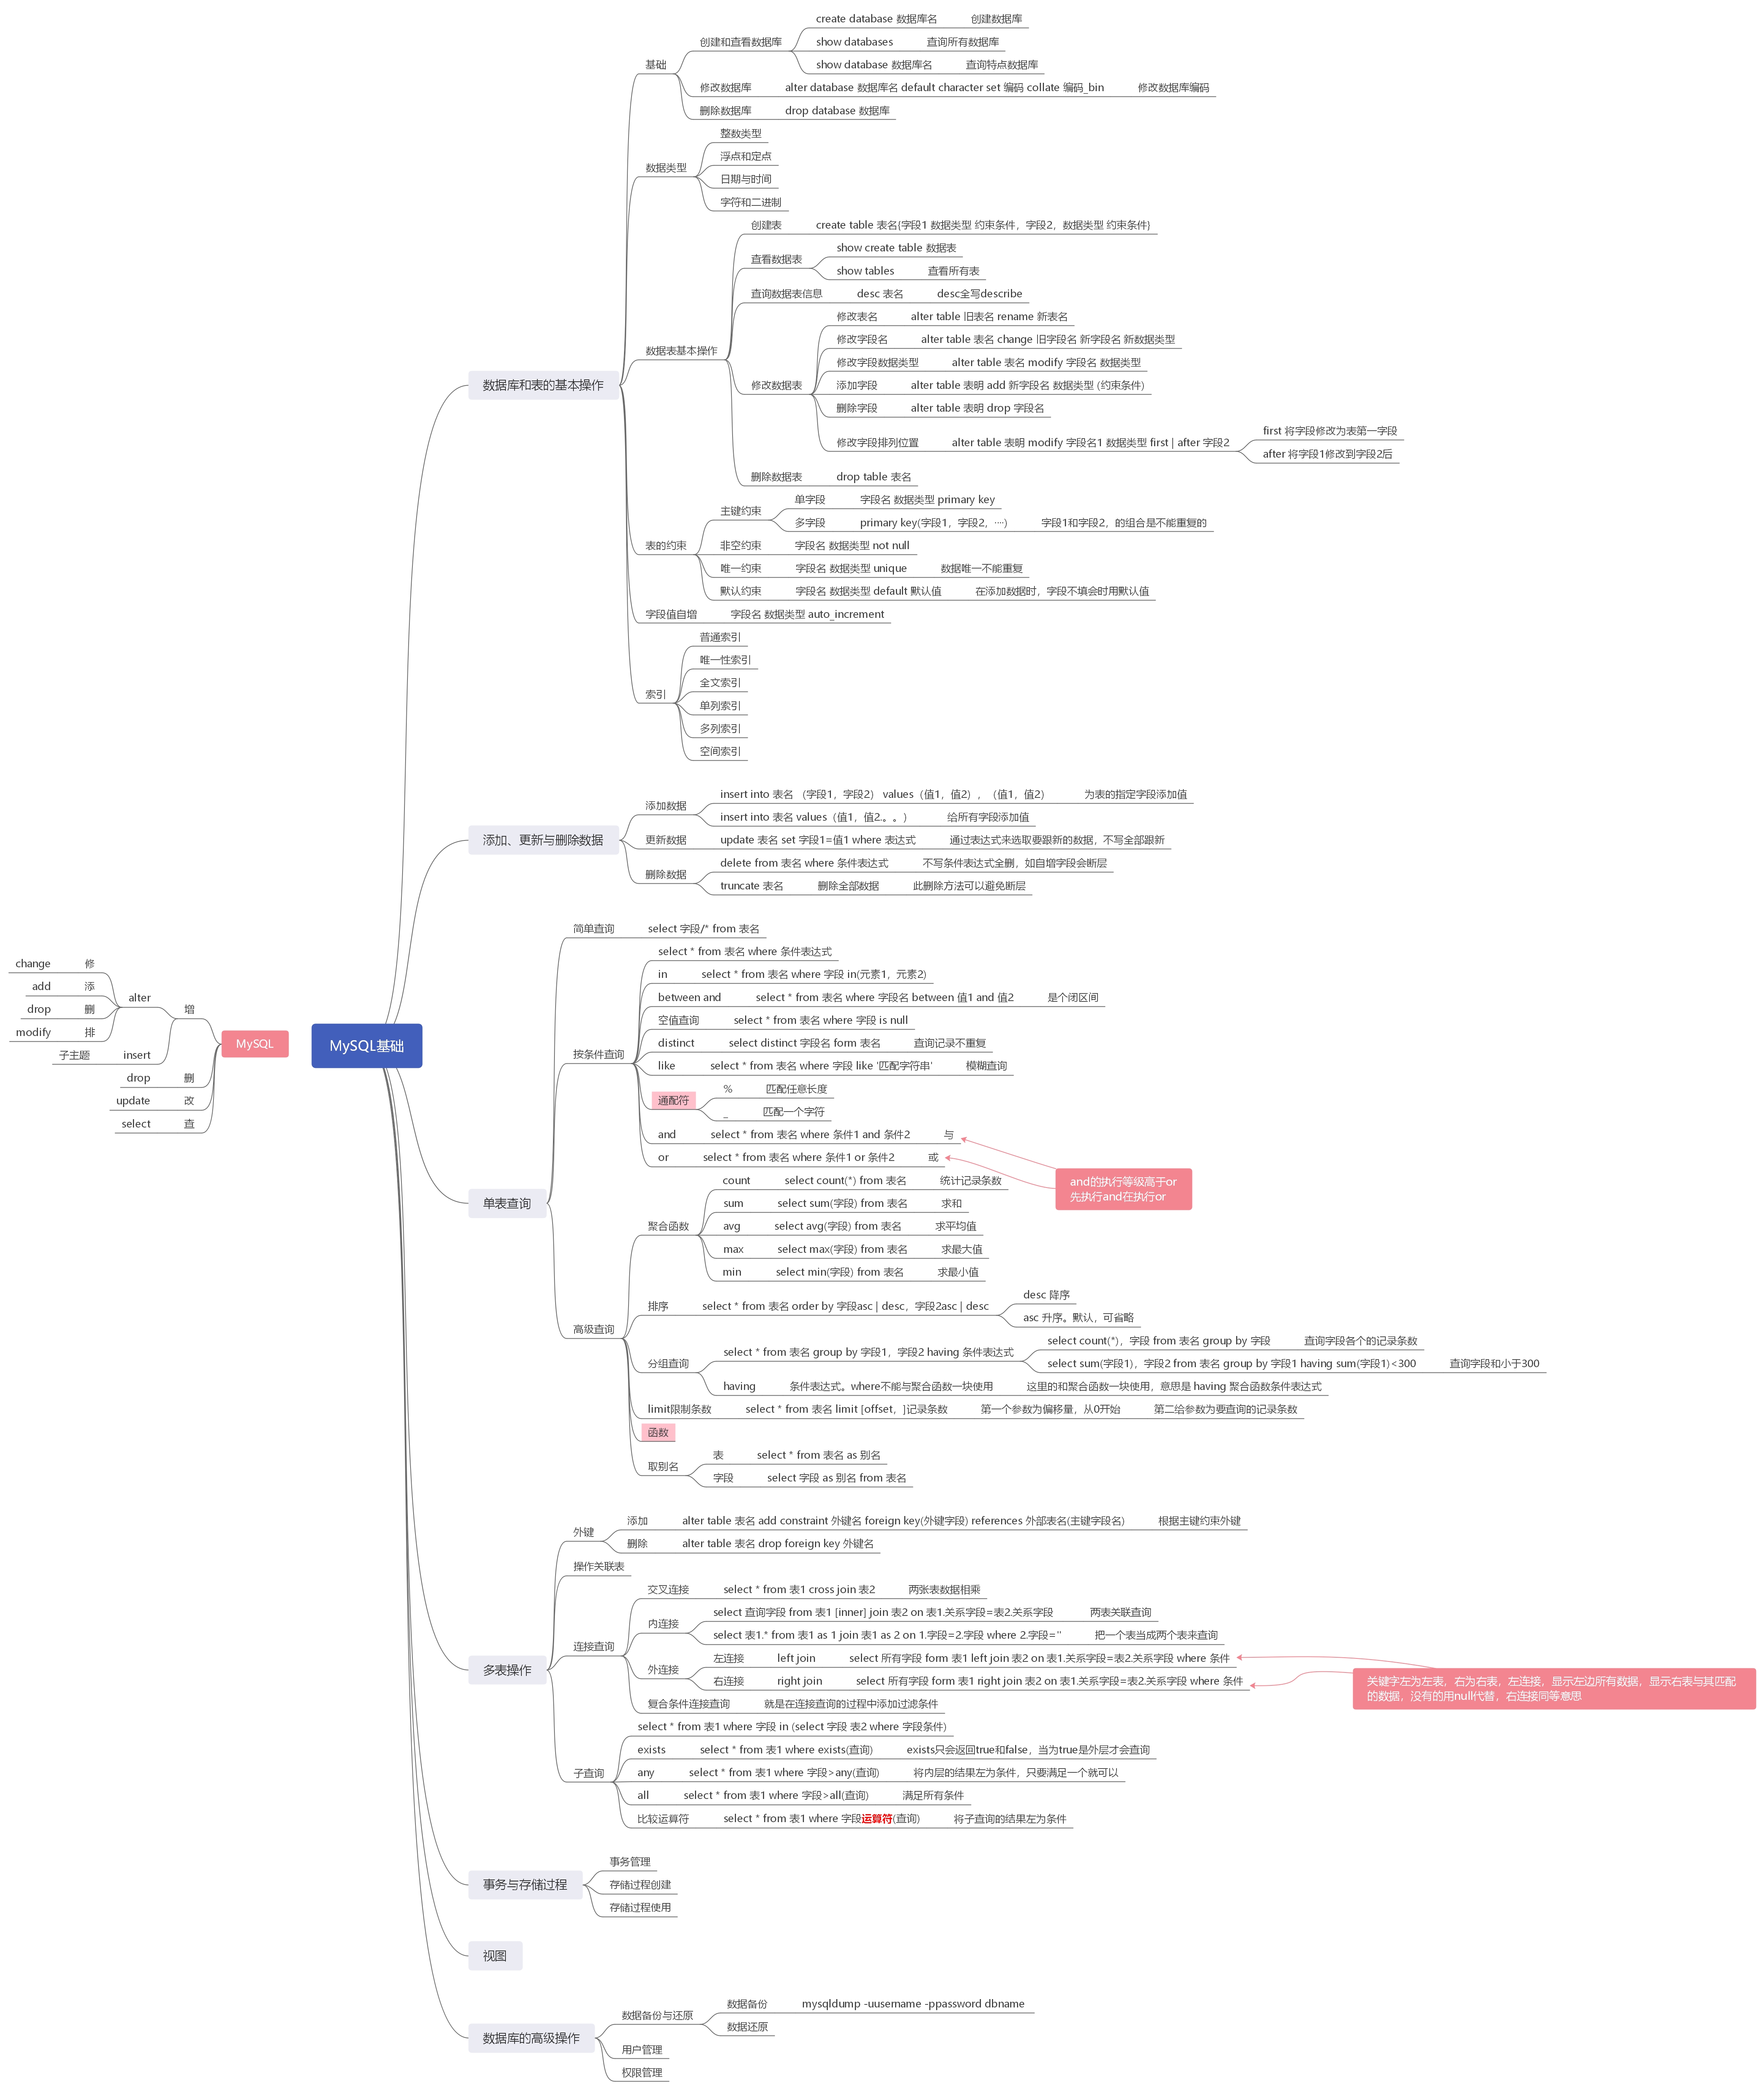 MySQL基础
数据库和表的基本操作
基础
创建和查看数据库
create database 数据库名 创建数据库
show databases 查询所有数据库
show database 数据库名 查询特点数据库
修改数据库 alter database 数据库名 default character set 编码 collate 编码_bin 修改数据库编码
删除数据库 drop database 数据库
数据类型
整数类型
浮点和定点
日期与时间
字符和二进制
数据表基本操作
创建表 create table 表名{字段1 数据类型 约束条件，字段2，数据类型 约束条件}
查看数据表
show create table 数据表
show tables 查看所有表
查询数据表信息 desc 表名 desc全写describe
修改数据表
修改表名 alter table 旧表名 rename 新表名
修改字段名 alter table 表名 change 旧字段名 新字段名 新数据类型
修改字段数据类型 alter table 表名 modify 字段名 数据类型
添加字段 alter table 表明 add 新字段名 数据类型 (约束条件)
删除字段 alter table 表明 drop 字段名
修改字段排列位置 alter table 表明 modify 字段名1 数据类型 first | after 字段2
first 将字段修改为表第一字段
after 将字段1修改到字段2后
删除数据表 drop table 表名
表的约束
主键约束
单字段 字段名 数据类型 primary key
多字段 primary key(字段1，字段2，····) 字段1和字段2，的组合是不能重复的
非空约束 字段名 数据类型 not null
唯一约束 字段名 数据类型 unique 数据唯一不能重复
默认约束 字段名 数据类型 default 默认值 在添加数据时，字段不填会时用默认值
字段值自增 字段名 数据类型 auto_increment
索引
普通索引
唯一性索引
全文索引
单列索引
多列索引
空间索引
添加、更新与删除数据
添加数据
insert into 表名 （字段1，字段2） values（值1，值2），（值1，值2） 为表的指定字段添加值
insert into 表名 values（值1，值2.。。） 给所有字段添加值
更新数据 update 表名 set 字段1=值1 where 表达式 通过表达式来选取要跟新的数据，不写全部跟新
删除数据
delete from 表名 where 条件表达式 不写条件表达式全删，如自增字段会断层
truncate 表名 删除全部数据 此删除方法可以避免断层
单表查询
简单查询 select 字段/* from 表名
按条件查询
select * from 表名 where 条件表达式
in select * from 表名 where 字段 in(元素1，元素2)
between and select * from 表名 where 字段名 between 值1 and 值2 是个闭区间
空值查询 select * from 表名 where 字段 is null
distinct select distinct 字段名 form 表名 查询记录不重复
like select * from 表名 where 字段 like '匹配字符串' 模糊查询
通配符
% 匹配任意长度
_ 匹配一个字符
and select * from 表名 where 条件1 and 条件2 与
or select * from 表名 where 条件1 or 条件2 或
and的执行等级高于or
先执行and在执行or
高级查询
聚合函数
count select count(*) from 表名 统计记录条数
sum select sum(字段) from 表名 求和
avg select avg(字段) from 表名 求平均值
max select max(字段) from 表名 求最大值
min select min(字段) from 表名 求最小值
排序 select * from 表名 order by 字段asc | desc，字段2asc | desc
desc 降序
asc 升序。默认，可省略
分组查询
select * from 表名 group by 字段1，字段2 having 条件表达式
select count(*)，字段 from 表名 group by 字段 查询字段各个的记录条数
select sum(字段1)，字段2 from 表名 group by 字段1 having sum(字段1)<300 查询字段和小于300
having 条件表达式。where不能与聚合函数一块使用 这里的和聚合函数一块使用，意思是 having 聚合函数条件表达式
limit限制条数 select * from 表名 limit [offset，]记录条数 第一个参数为偏移量，从0开始 第二给参数为要查询的记录条数
函数
取别名
表 select * from 表名 as 别名
字段 select 字段 as 别名 from 表名
多表操作
外键
添加 alter table 表名 add constraint 外键名 foreign key(外键字段) references 外部表名(主键字段名) 根据主键约束外键
删除 alter table 表名 drop foreign key 外键名
操作关联表
连接查询
交叉连接 select * from 表1 cross join 表2 两张表数据相乘
内连接
select 查询字段 from 表1 [inner] join 表2 on 表1.关系字段=表2.关系字段 两表关联查询
select 表1.* from 表1 as 1 join 表1 as 2 on 1.字段=2.字段 where 2.字段='' 把一个表当成两个表来查询
外连接
左连接 left join select 所有字段 form 表1 left join 表2 on 表1.关系字段=表2.关系字段 where 条件
右连接 right join select 所有字段 form 表1 right join 表2 on 表1.关系字段=表2.关系字段 where 条件
关键字左为左表，右为右表，左连接，显示左边所有数据，显示右表与其匹配
的数据，没有的用null代替，右连接同等意思
复合条件连接查询 就是在连接查询的过程中添加过滤条件
子查询
select * from 表1 where 字段 in (select 字段 表2 where 字段条件)
exists select * from 表1 where exists(查询) exists只会返回true和false，当为true是外层才会查询
any select * from 表1 where 字段>any(查询) 将内层的结果左为条件，只要满足一个就可以
all select * from 表1 where 字段>all(查询) 满足所有条件
比较运算符 select * from 表1 where 字段运算符(查询) 将子查询的结果左为条件
事务与存储过程
事务管理
存储过程创建
存储过程使用
视图
数据库的高级操作
数据备份与还原
数据备份 mysqldump -uusername -ppassword dbname
数据还原
用户管理
权限管理
MySQL
增
alter
change 修
add 添
drop 删
modify 排
子主题 insert
drop 删
update 改
select 查